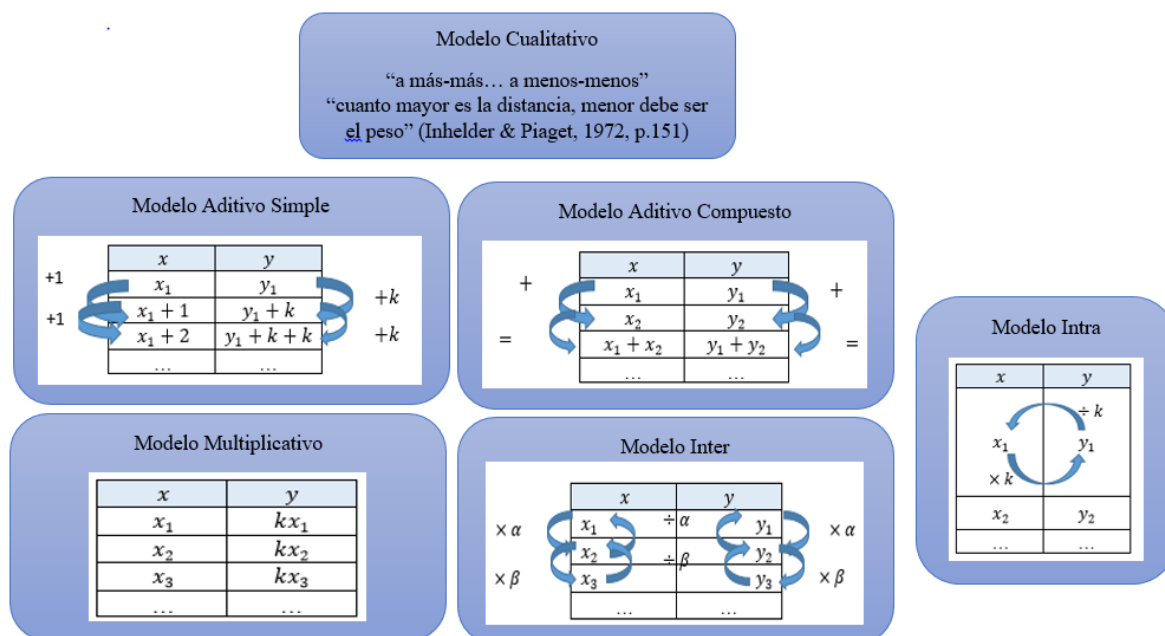 Modelo Cualitativo
“a más-más… a menos-menos”
“cuanto mayor es la distancia, menor debe ser
el peso” (Inhelder & Piaget, 1972, p.151)
Modelo Aditivo Simple
x y
+1 x₁ y₁ +k
+1 x₁ + 1 y₁ + k +k
x₁ + 2 y₁ + k + k
… …
Modelo Aditivo Compuesto
x y
+ x₁ y₁ +
x₂ y₂
= x₁ + x₂ y₁ + y₂ =
… …
Modelo Intra
x y
÷ k
x₁ y₁
× k
x₂ y₂
… …
Modelo Multiplicativo
x y
x₁ kx₁
x₂ kx₂
x₃ kx₃
… …
Modelo Inter
x y
× α x₁ ÷ α y₁ × α
x₂ ÷ β y₂
× β x₃ y₃ × β
… …